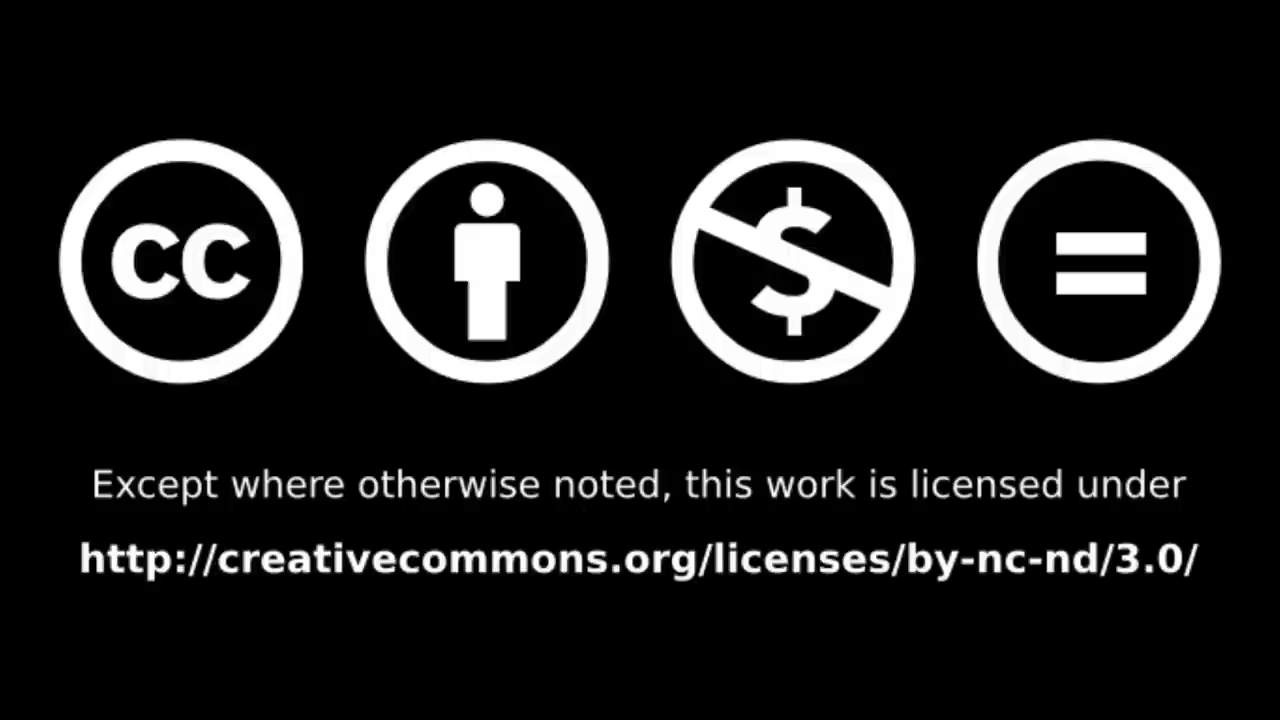 cc
$
=
Except where otherwise noted, this work is licensed under
http://creativecommons.org/licenses/by-nc-nd/3.0/